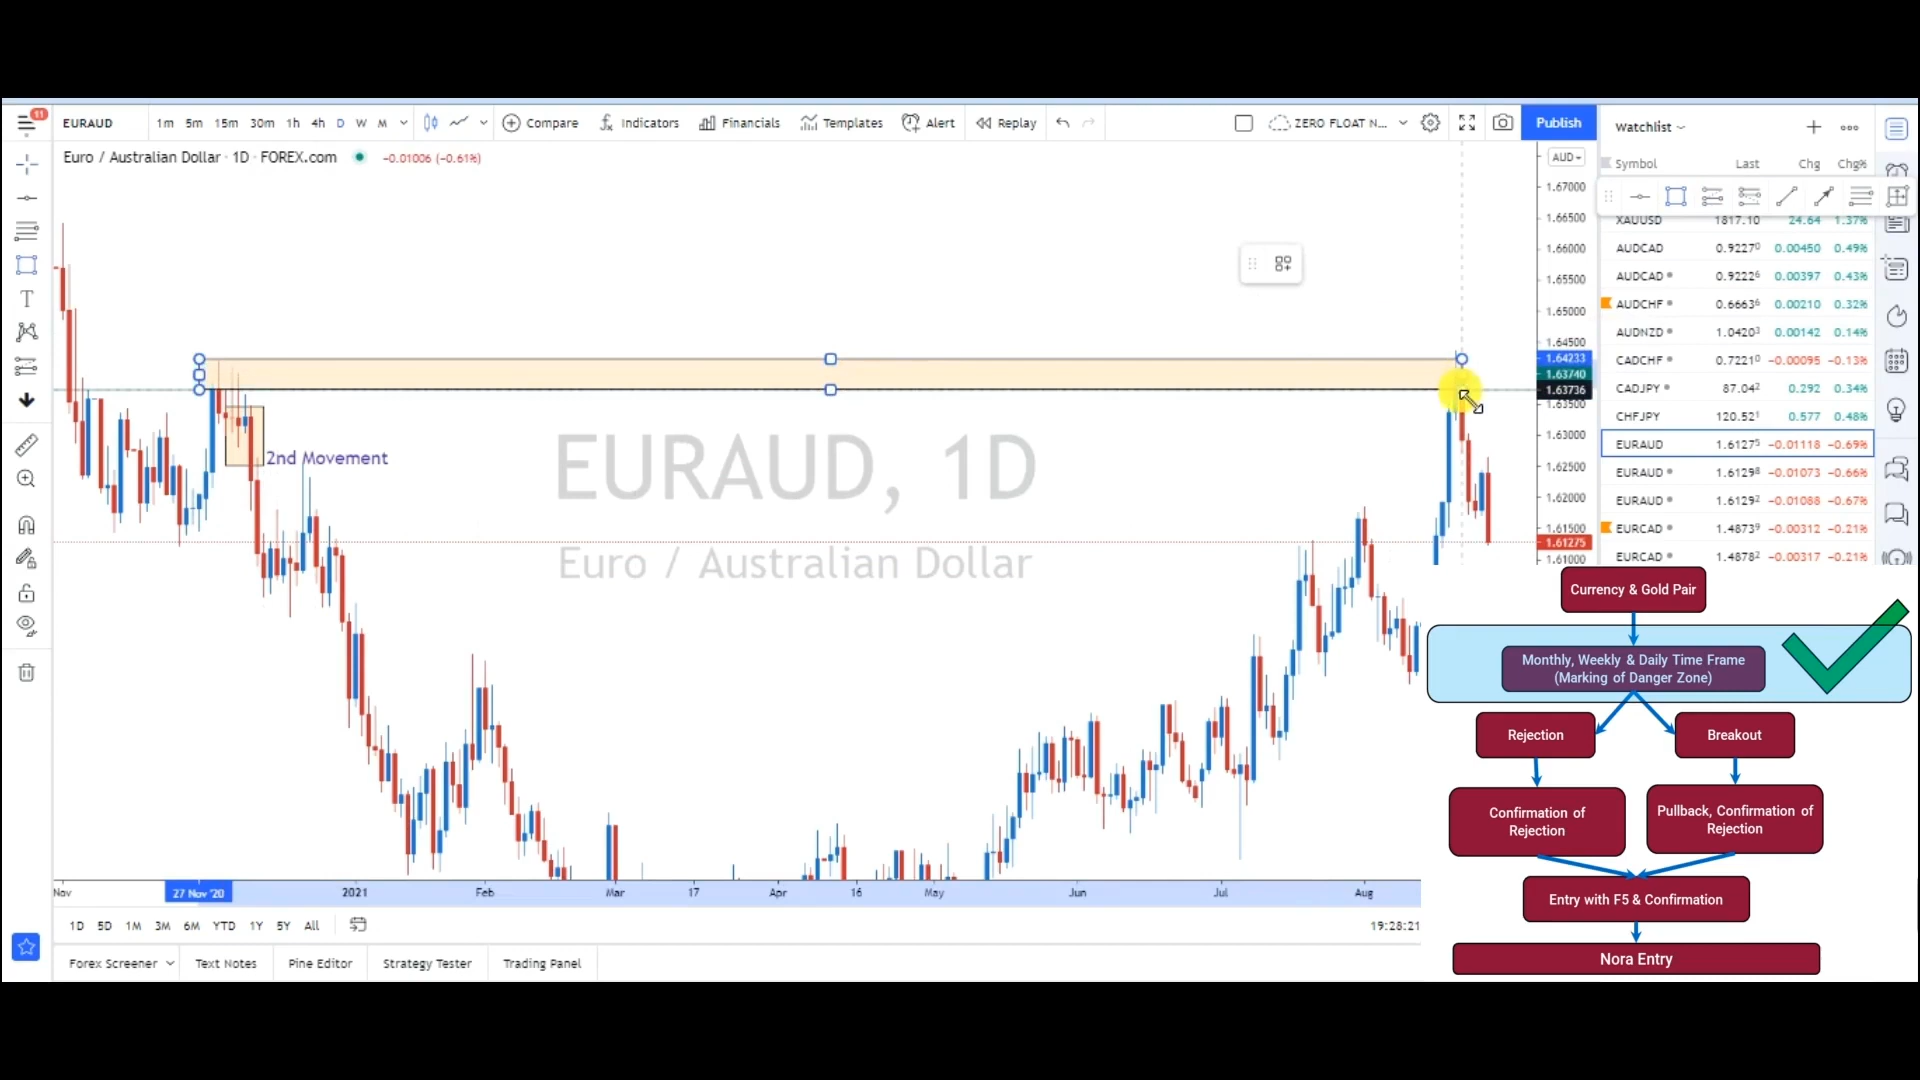 11
EURAUD 1m 5m 15m 30m 1h 4h D W M Compare Indicators Financials Templates Alert Replay ZERO FLOAT N... Publish
Euro / Australian Dollar · 1D · FOREX.com −0.01006 (−0.61%)
AUD
1.67000
1.66500
1.66000
1.65500
1.65000
1.64500
1.64233
1.63740
1.63736
1.63500
1.63000
1.62500
1.62000
1.61500
1.61275
1.61000
2nd Movement
EURAUD, 1D
Euro / Australian Dollar
Nov 27 Nov '20 2021 Feb Mar 17 Apr 16 May Jun Jul Aug
1D 5D 1M 3M 6M YTD 1Y 5Y All 19:28:21
Forex Screener Text Notes Pine Editor Strategy Tester Trading Panel
Watchlist
Symbol Last Chg Chg%
XAUUSD 1817.10 24.64 1.37%
AUDCAD 0.92270 0.00450 0.49%
AUDCAD 0.92226 0.00397 0.43%
AUDCHF 0.66636 0.00210 0.32%
AUDNZD 1.04203 0.00142 0.14%
CADCHF 0.72210 −0.00095 −0.13%
CADJPY 87.042 0.292 0.34%
CHFJPY 120.521 0.577 0.48%
EURAUD 1.61275 −0.01118 −0.69%
EURAUD 1.61298 −0.01073 −0.66%
EURAUD 1.61292 −0.01088 −0.67%
EURCAD 1.48739 −0.00312 −0.21%
EURCAD 1.48782 −0.00317 −0.21%
Currency & Gold Pair
Monthly, Weekly & Daily Time Frame
(Marking of Danger Zone)
Rejection
Breakout
Confirmation of
Rejection
Pullback, Confirmation of
Rejection
Entry with F5 & Confirmation
Nora Entry